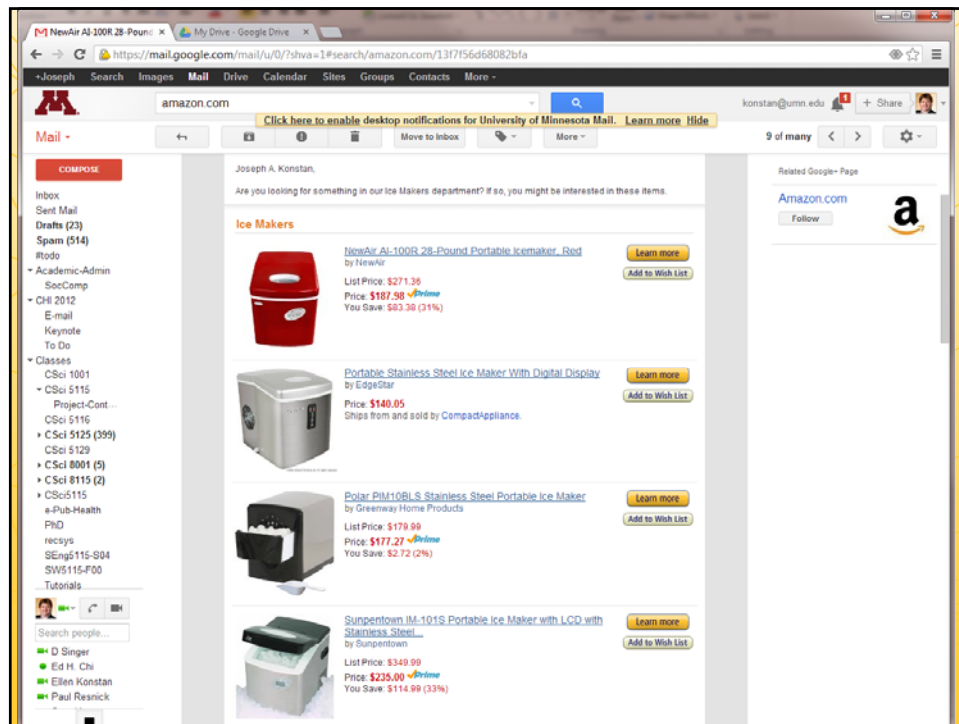 NewAir AI-100R 28-Pound
My Drive - Google Drive
https://mail.google.com/mail/u/0/?shva=1#search/amazon.com/13f7f56d68082bfa
+Joseph Search Images Mail Drive Calendar Sites Groups Contacts More -
M.
amazon.com
konstan@umn.edu 1 + Share
Click here to enable desktop notifications for University of Minnesota Mail. Learn more Hide
Mail
Move to Inbox
More
9 of many
COMPOSE
Inbox
Sent Mail
Drafts (23)
Spam (514)
#todo
Academic-Admin
SocComp
CHI 2012
E-mail
Keynote
To Do
Classes
CSci 1001
CSci 5115
Project-Cont...
CSci 5116
CSci 5125 (399)
CSci 5129
CSci 8001 (5)
CSci 8115 (2)
CSci5115
e-Pub-Health
PhD
recsys
SEng5115-S04
SW5115-F00
Tutorials
Search people...
D Singer
Ed H. Chi
Ellen Konstan
Paul Resnick
Joseph A. Konstan,
Are you looking for something in our Ice Makers department? If so, you might be interested in these items.
Ice Makers
NewAir AI-100R 28-Pound Portable Icemaker, Red
by NewAir
List Price: $271.36
Price: $187.98 Prime
You Save: $83.38 (31%)
Learn more
Add to Wish List
Portable Stainless Steel Ice Maker With Digital Display
by EdgeStar
Price: $140.05
Ships from and sold by CompactAppliance.
Learn more
Add to Wish List
Polar PIM10BLS Stainless Steel Portable Ice Maker
by Greenway Home Products
List Price: $179.99
Price: $177.27 Prime
You Save: $2.72 (2%)
Learn more
Add to Wish List
Sunpentown IM-101S Portable Ice Maker with LCD with
Stainless Steel...
by Sunpentown
List Price: $349.99
Price: $235.00 Prime
You Save: $114.99 (33%)
Learn more
Add to Wish List
Related Google+ Page
Amazon.com
Follow
a